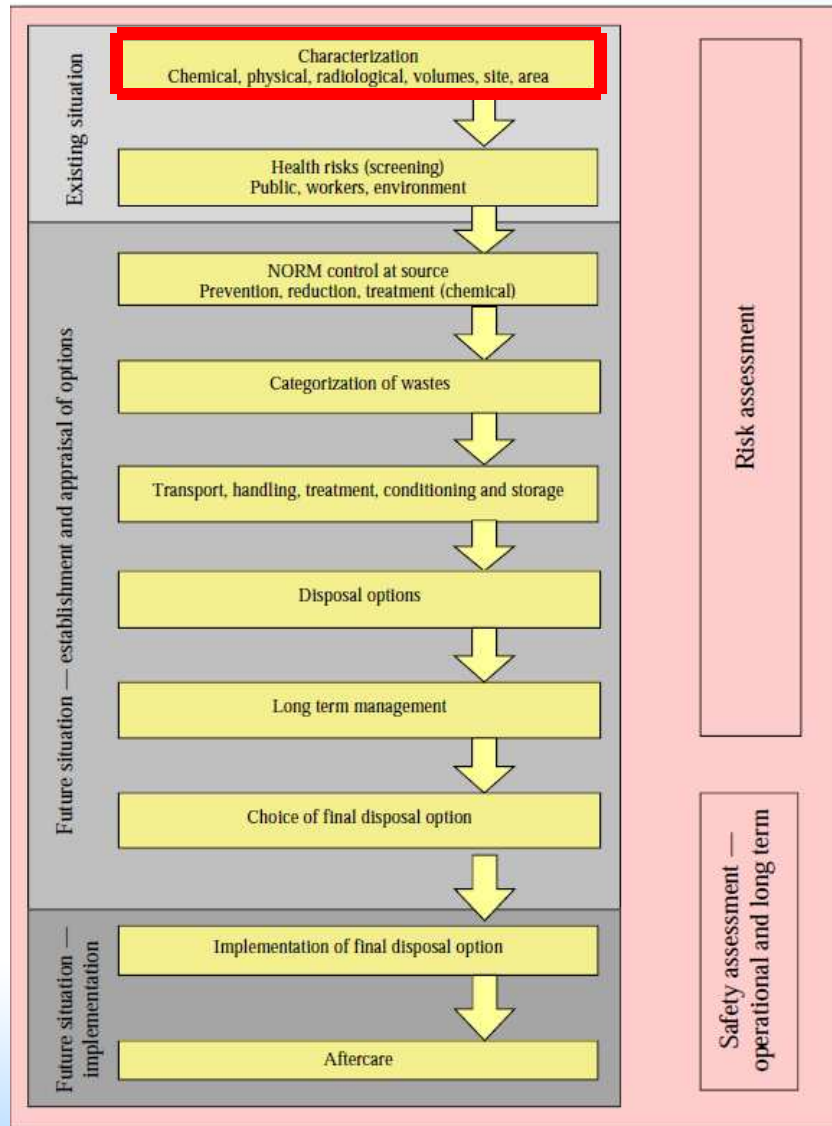 Existing situation
Characterization
Chemical, physical, radiological, volumes, site, area
Health risks (screening)
Public, workers, environment
Future situation — establishment and appraisal of options
NORM control at source
Prevention, reduction, treatment (chemical)
Categorization of wastes
Transport, handling, treatment, conditioning and storage
Disposal options
Long term management
Choice of final disposal option
Future situation —
implementation
Implementation of final disposal option
Aftercare
Risk assessment
Safety assessment —
operational and long term